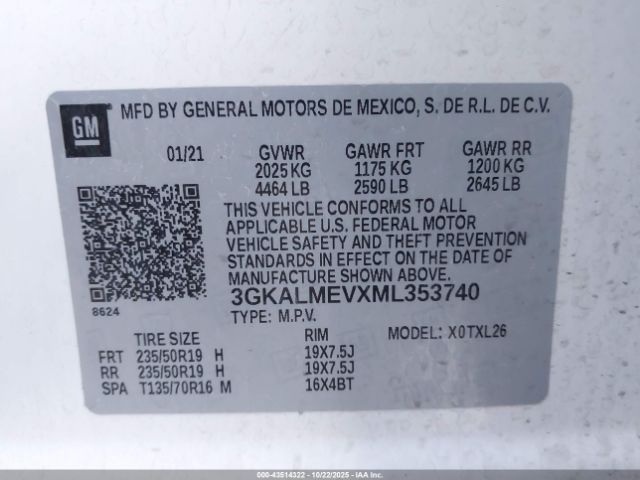 GM
MFD BY GENERAL MOTORS DE MEXICO, S. DE R.L. DE C.V.
01/21 GVWR GAWR FRT GAWR RR
2025 KG 1175 KG 1200 KG
4464 LB 2590 LB 2645 LB
THIS VEHICLE CONFORMS TO ALL
APPLICABLE U.S. FEDERAL MOTOR
VEHICLE SAFETY AND THEFT PREVENTION
STANDARDS IN EFFECT ON THE DATE OF
MANUFACTURE SHOWN ABOVE.
3GKALMEVXML353740
8624
TYPE: M.P.V.
TIRE SIZE RIM MODEL: X0TXL26
FRT 235/50R19 H 19X7.5J
RR 235/50R19 H 19X7.5J
SPA T135/70R16 M 16X4BT
000-43514322 - 10/22/2025 - IAAI.COM